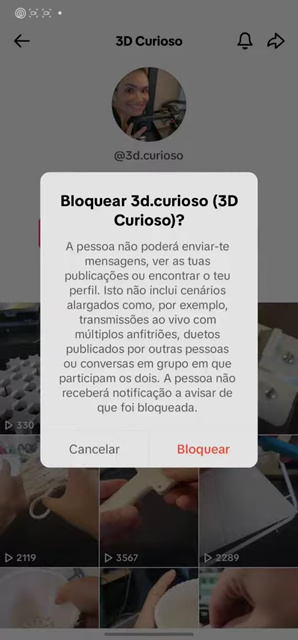 3D Curioso
@3d.curioso
Bloquear 3d.curioso (3D
Curioso)?
A pessoa não poderá enviar-te
mensagens, ver as tuas
publicações ou encontrar o teu
perfil. Isto não inclui cenários
alargados como, por exemplo,
transmissões ao vivo com
múltiplos anfitriões, duetos
publicados por outras pessoas
ou conversas em grupo em que
participam os dois. A pessoa não
receberá notificação a avisar de
que foi bloqueada.
Cancelar Bloquear
330
2119 3567 2289